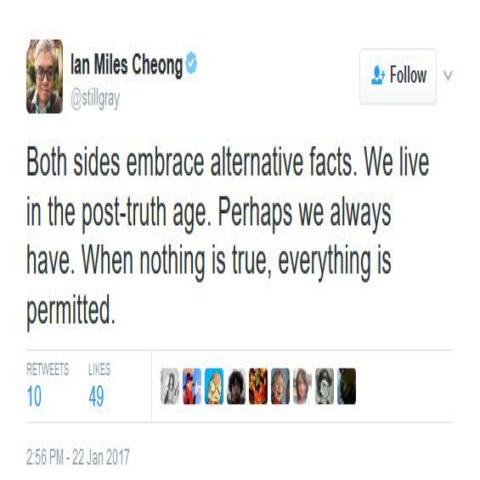 Ian Miles Cheong
@stillgray
Follow
Both sides embrace alternative facts. We live
in the post-truth age. Perhaps we always
have. When nothing is true, everything is
permitted.
RETWEETS LIKES
10 49
2:56 PM - 22 Jan 2017